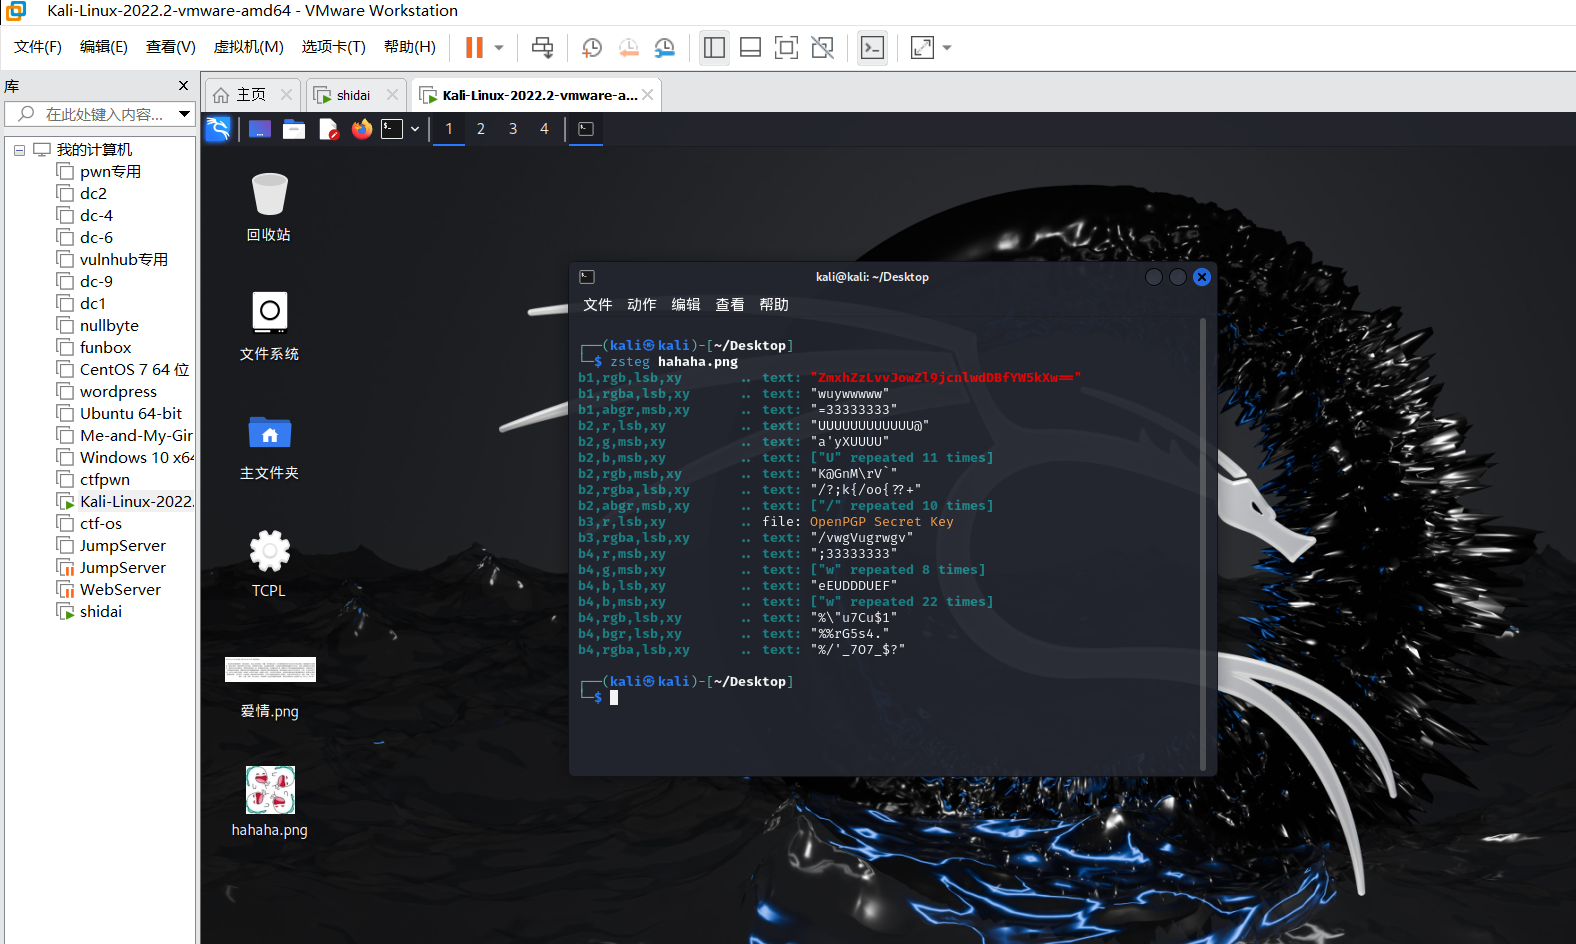 Kali-Linux-2022.2-vmware-amd64 - VMware Workstation
文件(F) 编辑(E) 查看(V) 虚拟机(M) 选项卡(T) 帮助(H)
库
在此处键入内容...
我的计算机
pwn专用
dc2
dc-4
dc-6
vulnhub专用
dc-9
dc1
nullbyte
funbox
CentOS 7 64 位
wordpress
Ubuntu 64-bit
Me-and-My-Gir
Windows 10 x64
ctfpwn
Kali-Linux-2022.
ctf-os
JumpServer
JumpServer
WebServer
shidai
主页 shidai Kali-Linux-2022.2-vmware-a...
1 2 3 4
回收站
文件系统
主文件夹
TCPL
爱情.png
hahaha.png
kali@kali: ~/Desktop
文件 动作 编辑 查看 帮助
┌──(kali㉿kali)-[~/Desktop]
└─$ zsteg hahaha.png
b1,rgb,lsb,xy .. text: "ZmxhZzLvvJowZl9jcnlwdDBfYW5kXw=="
b1,rgba,lsb,xy .. text: "wuywwwww"
b1,abgr,msb,xy .. text: "=33333333"
b2,r,lsb,xy .. text: "UUUUUUUUUUUU@"
b2,g,msb,xy .. text: "a'yXUUUU"
b2,b,msb,xy .. text: ["U" repeated 11 times]
b2,rgb,msb,xy .. text: "K@GnM\rV`"
b2,rgba,lsb,xy .. text: "/?;k{/oo{??+"
b2,abgr,msb,xy .. text: ["/" repeated 10 times]
b3,r,lsb,xy .. file: OpenPGP Secret Key
b3,rgba,lsb,xy .. text: "/vwgVugrwgv"
b4,r,msb,xy .. text: ";33333333"
b4,g,msb,xy .. text: ["w" repeated 8 times]
b4,b,lsb,xy .. text: "eEUDDDUEF"
b4,b,msb,xy .. text: ["w" repeated 22 times]
b4,rgb,lsb,xy .. text: "%\"u7Cu$1"
b4,bgr,lsb,xy .. text: "%%rG5s4."
b4,rgba,lsb,xy .. text: "%/'_7O7_$?"
┌──(kali㉿kali)-[~/Desktop]
└─$